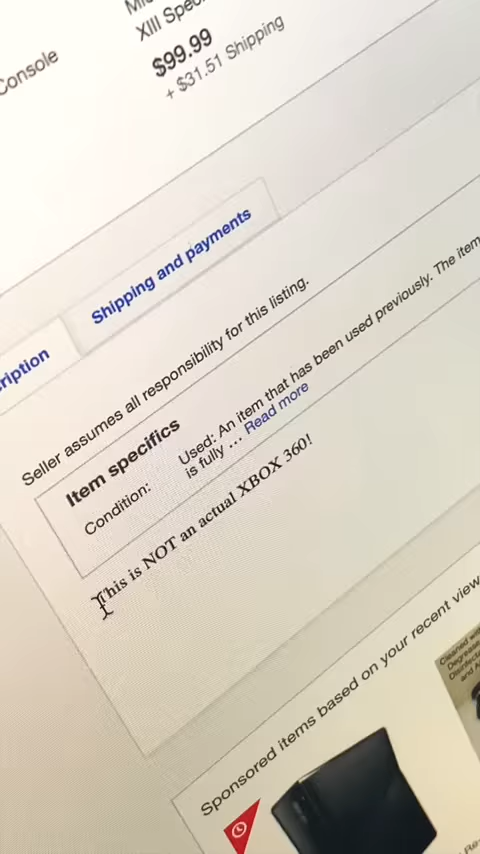 XIII
$99.99
+ $31.51 Shipping
Console
Shipping and payments
Seller assumes all responsibility for this listing.
Item specifics
Condition:
Used: An item that has been used previously. The item
is fully ... Read more
This is NOT an actual XBOX 360!
Sponsored items based on your recent
Cleaned
and